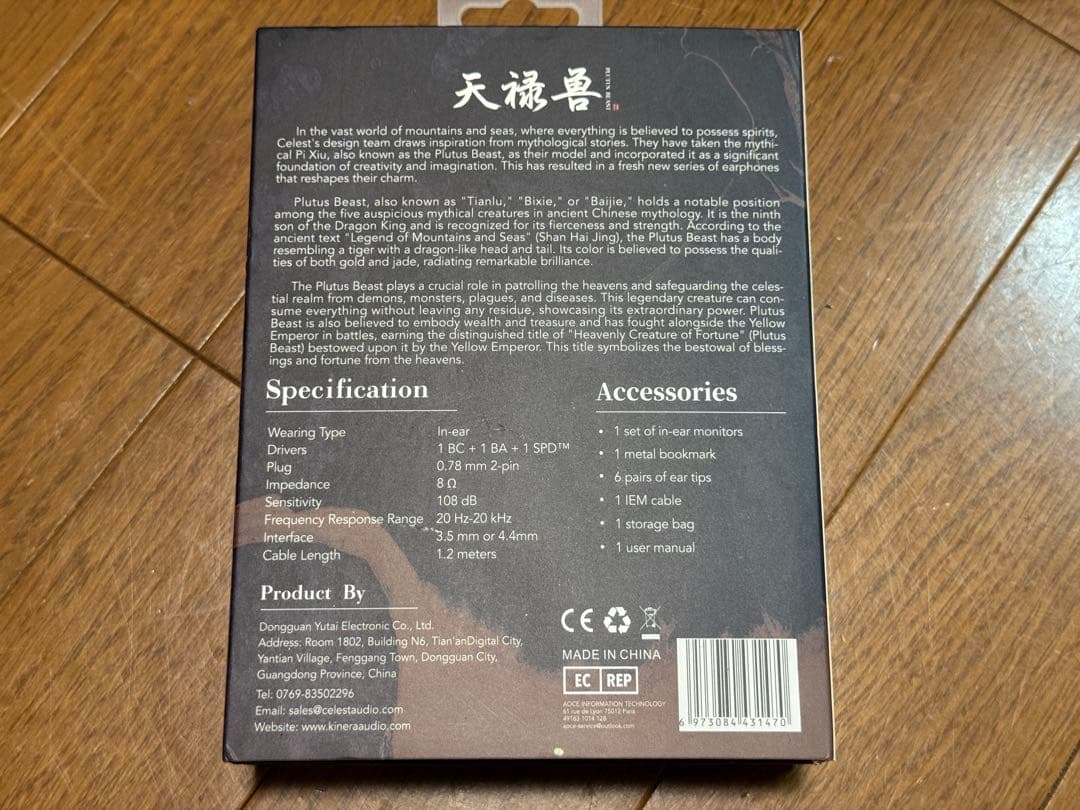 天禄兽
PLUTUS BEAST
In the vast world of mountains and seas, where everything is believed to possess spirits,
Celest's design team draws inspiration from mythological stories. They have taken the mythi-
cal Pi Xiu, also known as the Plutus Beast, as their model and incorporated it as a significant
foundation of creativity and imagination. This has resulted in a fresh new series of earphones
that reshapes their charm.
Plutus Beast, also known as "Tianlu," "Bixie," or "Baijie," holds a notable position
among the five auspicious mythical creatures in ancient Chinese mythology. It is the ninth
son of the Dragon King and is recognized for its fierceness and strength. According to the
ancient text "Legend of Mountains and Seas" (Shan Hai Jing), the Plutus Beast has a body
resembling a tiger with a dragon-like head and tail. Its color is believed to possess the quali-
ties of both gold and jade, radiating remarkable brilliance.
The Plutus Beast plays a crucial role in patrolling the heavens and safeguarding the celes-
tial realm from demons, monsters, plagues, and diseases. This legendary creature can con-
sume everything without leaving any residue, showcasing its extraordinary power. Plutus
Beast is also believed to embody wealth and treasure and has fought alongside the Yellow
Emperor in battles, earning the distinguished title of "Heavenly Creature of Fortune" (Plutus
Beast) bestowed upon it by the Yellow Emperor. This title symbolizes the bestowal of bless-
ings and fortune from the heavens.
Specification
Wearing Type In-ear
Drivers 1 BC + 1 BA + 1 SPD™
Plug 0.78 mm 2-pin
Impedance 8 Ω
Sensitivity 108 dB
Frequency Response Range 20 Hz-20 kHz
Interface 3.5 mm or 4.4mm
Cable Length 1.2 meters
Accessories
• 1 set of in-ear monitors
• 1 metal bookmark
• 6 pairs of ear tips
• 1 IEM cable
• 1 storage bag
• 1 user manual
Product By
Dongguan Yutai Electronic Co., Ltd.
Address: Room 1802, Building N6, Tian'anDigital City,
Yantian Village, Fenggang Town, Dongguan City,
Guangdong Province, China
Tel: 0769-83502296
Email: sales@celestaudio.com
Website: www.kineraaudio.com
CE
MADE IN CHINA
EC REP
AOCE INFORMATION TECHNOLOGY
61 rue de Lyon 75012 Paris
49163 1014 128
aoce-service@outlook.com
6 973084 431470